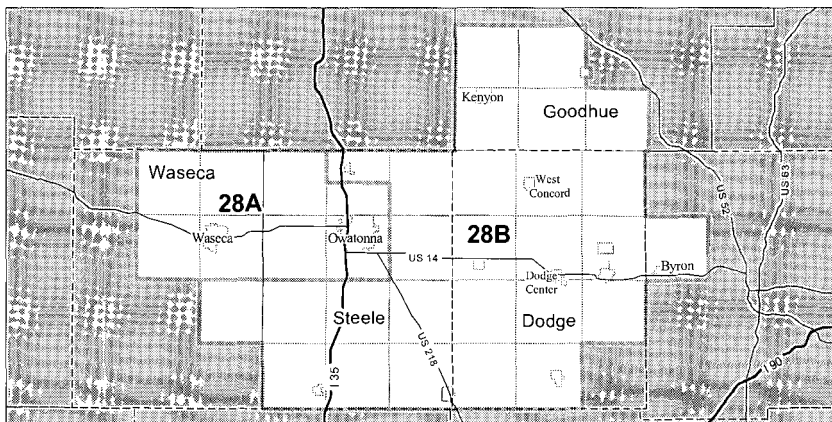 Kenyon
Goodhue
Waseca
28A
West
Concord
US 52
US 63
Waseca
Owatonna
28B
US 14
Dodge
Center
Byron
Steele
Dodge
US 218
I 35
I 90